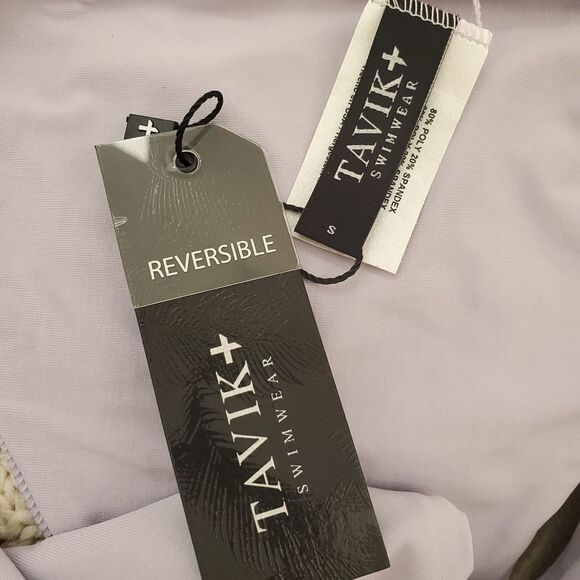 TAVIK+
SWIMWEAR
S
80% POLY 20% SPANDEX
REVERSIBLE
TAVIK+
SWIMWEAR